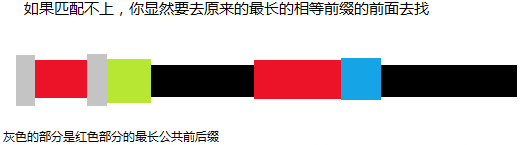 如果匹配不上，你显然要去原来的最长的相等前缀的前面去找
灰色的部分是红色部分的最长公共前后缀